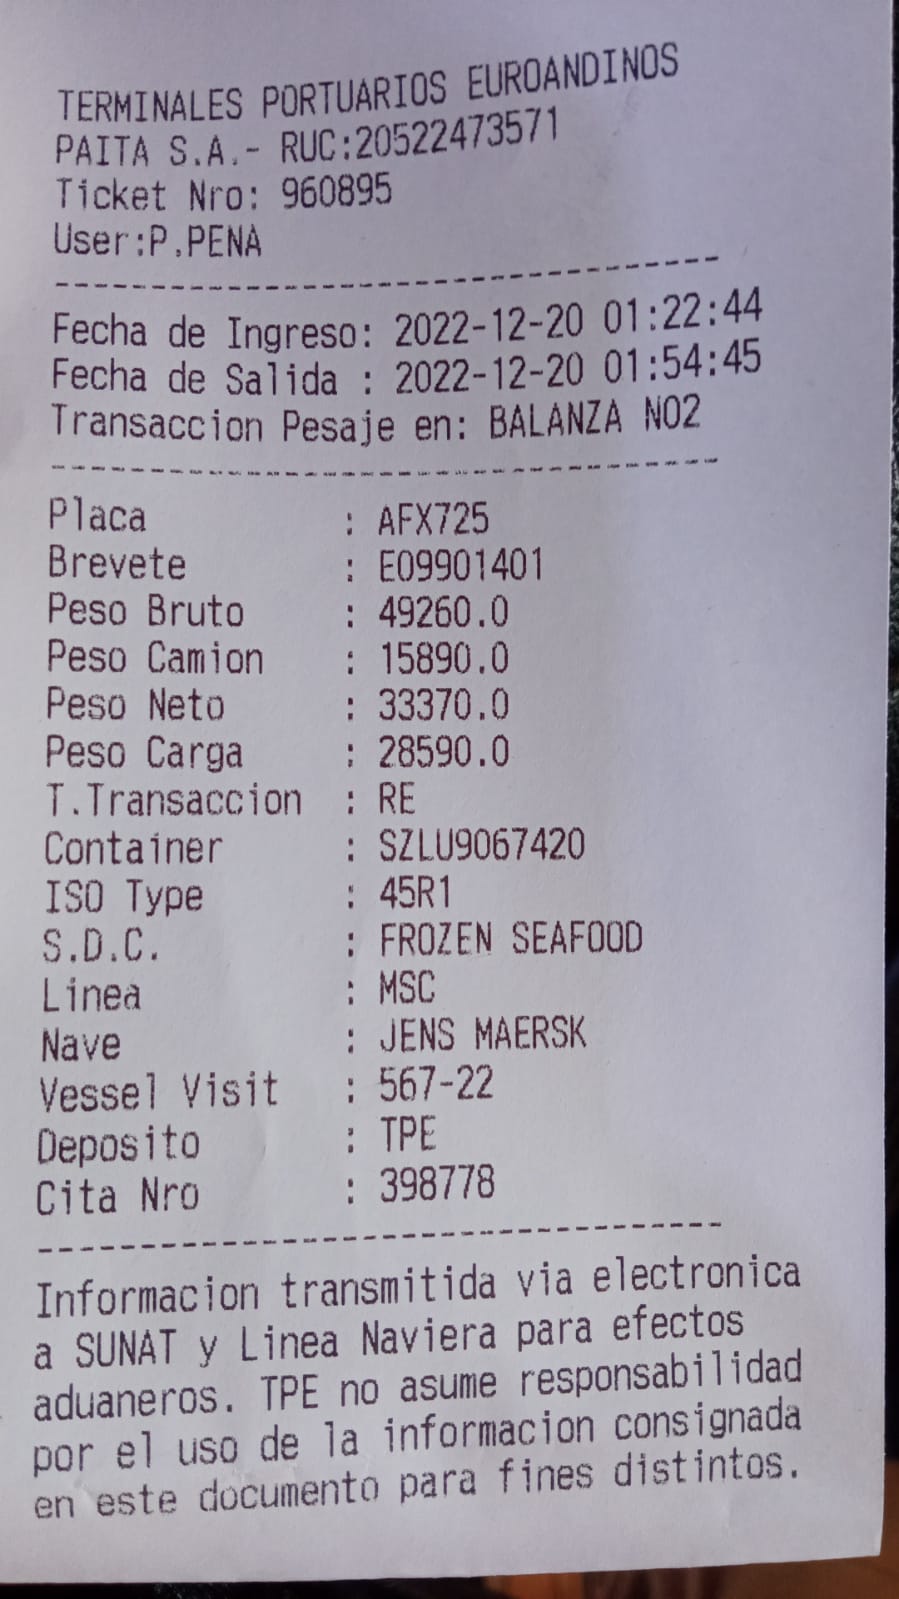 TERMINALES PORTUARIOS EUROANDINOS
PAITA S.A.- RUC:20522473571
Ticket Nro: 960895
User:P.PENA
-----------------------------------
Fecha de Ingreso: 2022-12-20 01:22:44
Fecha de Salida : 2022-12-20 01:54:45
Transaccion Pesaje en: BALANZA NO2
-----------------------------------
Placa : AFX725
Brevete : E09901401
Peso Bruto : 49260.0
Peso Camion : 15890.0
Peso Neto : 33370.0
Peso Carga : 28590.0
T.Transaccion : RE
Container : SZLU9067420
ISO Type : 45R1
S.D.C. : FROZEN SEAFOOD
Linea : MSC
Nave : JENS MAERSK
Vessel Visit : 567-22
Deposito : TPE
Cita Nro : 398778
-----------------------------------
Informacion transmitida via electronica
a SUNAT y Linea Naviera para efectos
aduaneros. TPE no asume responsabilidad
por el uso de la informacion consignada
en este documento para fines distintos.